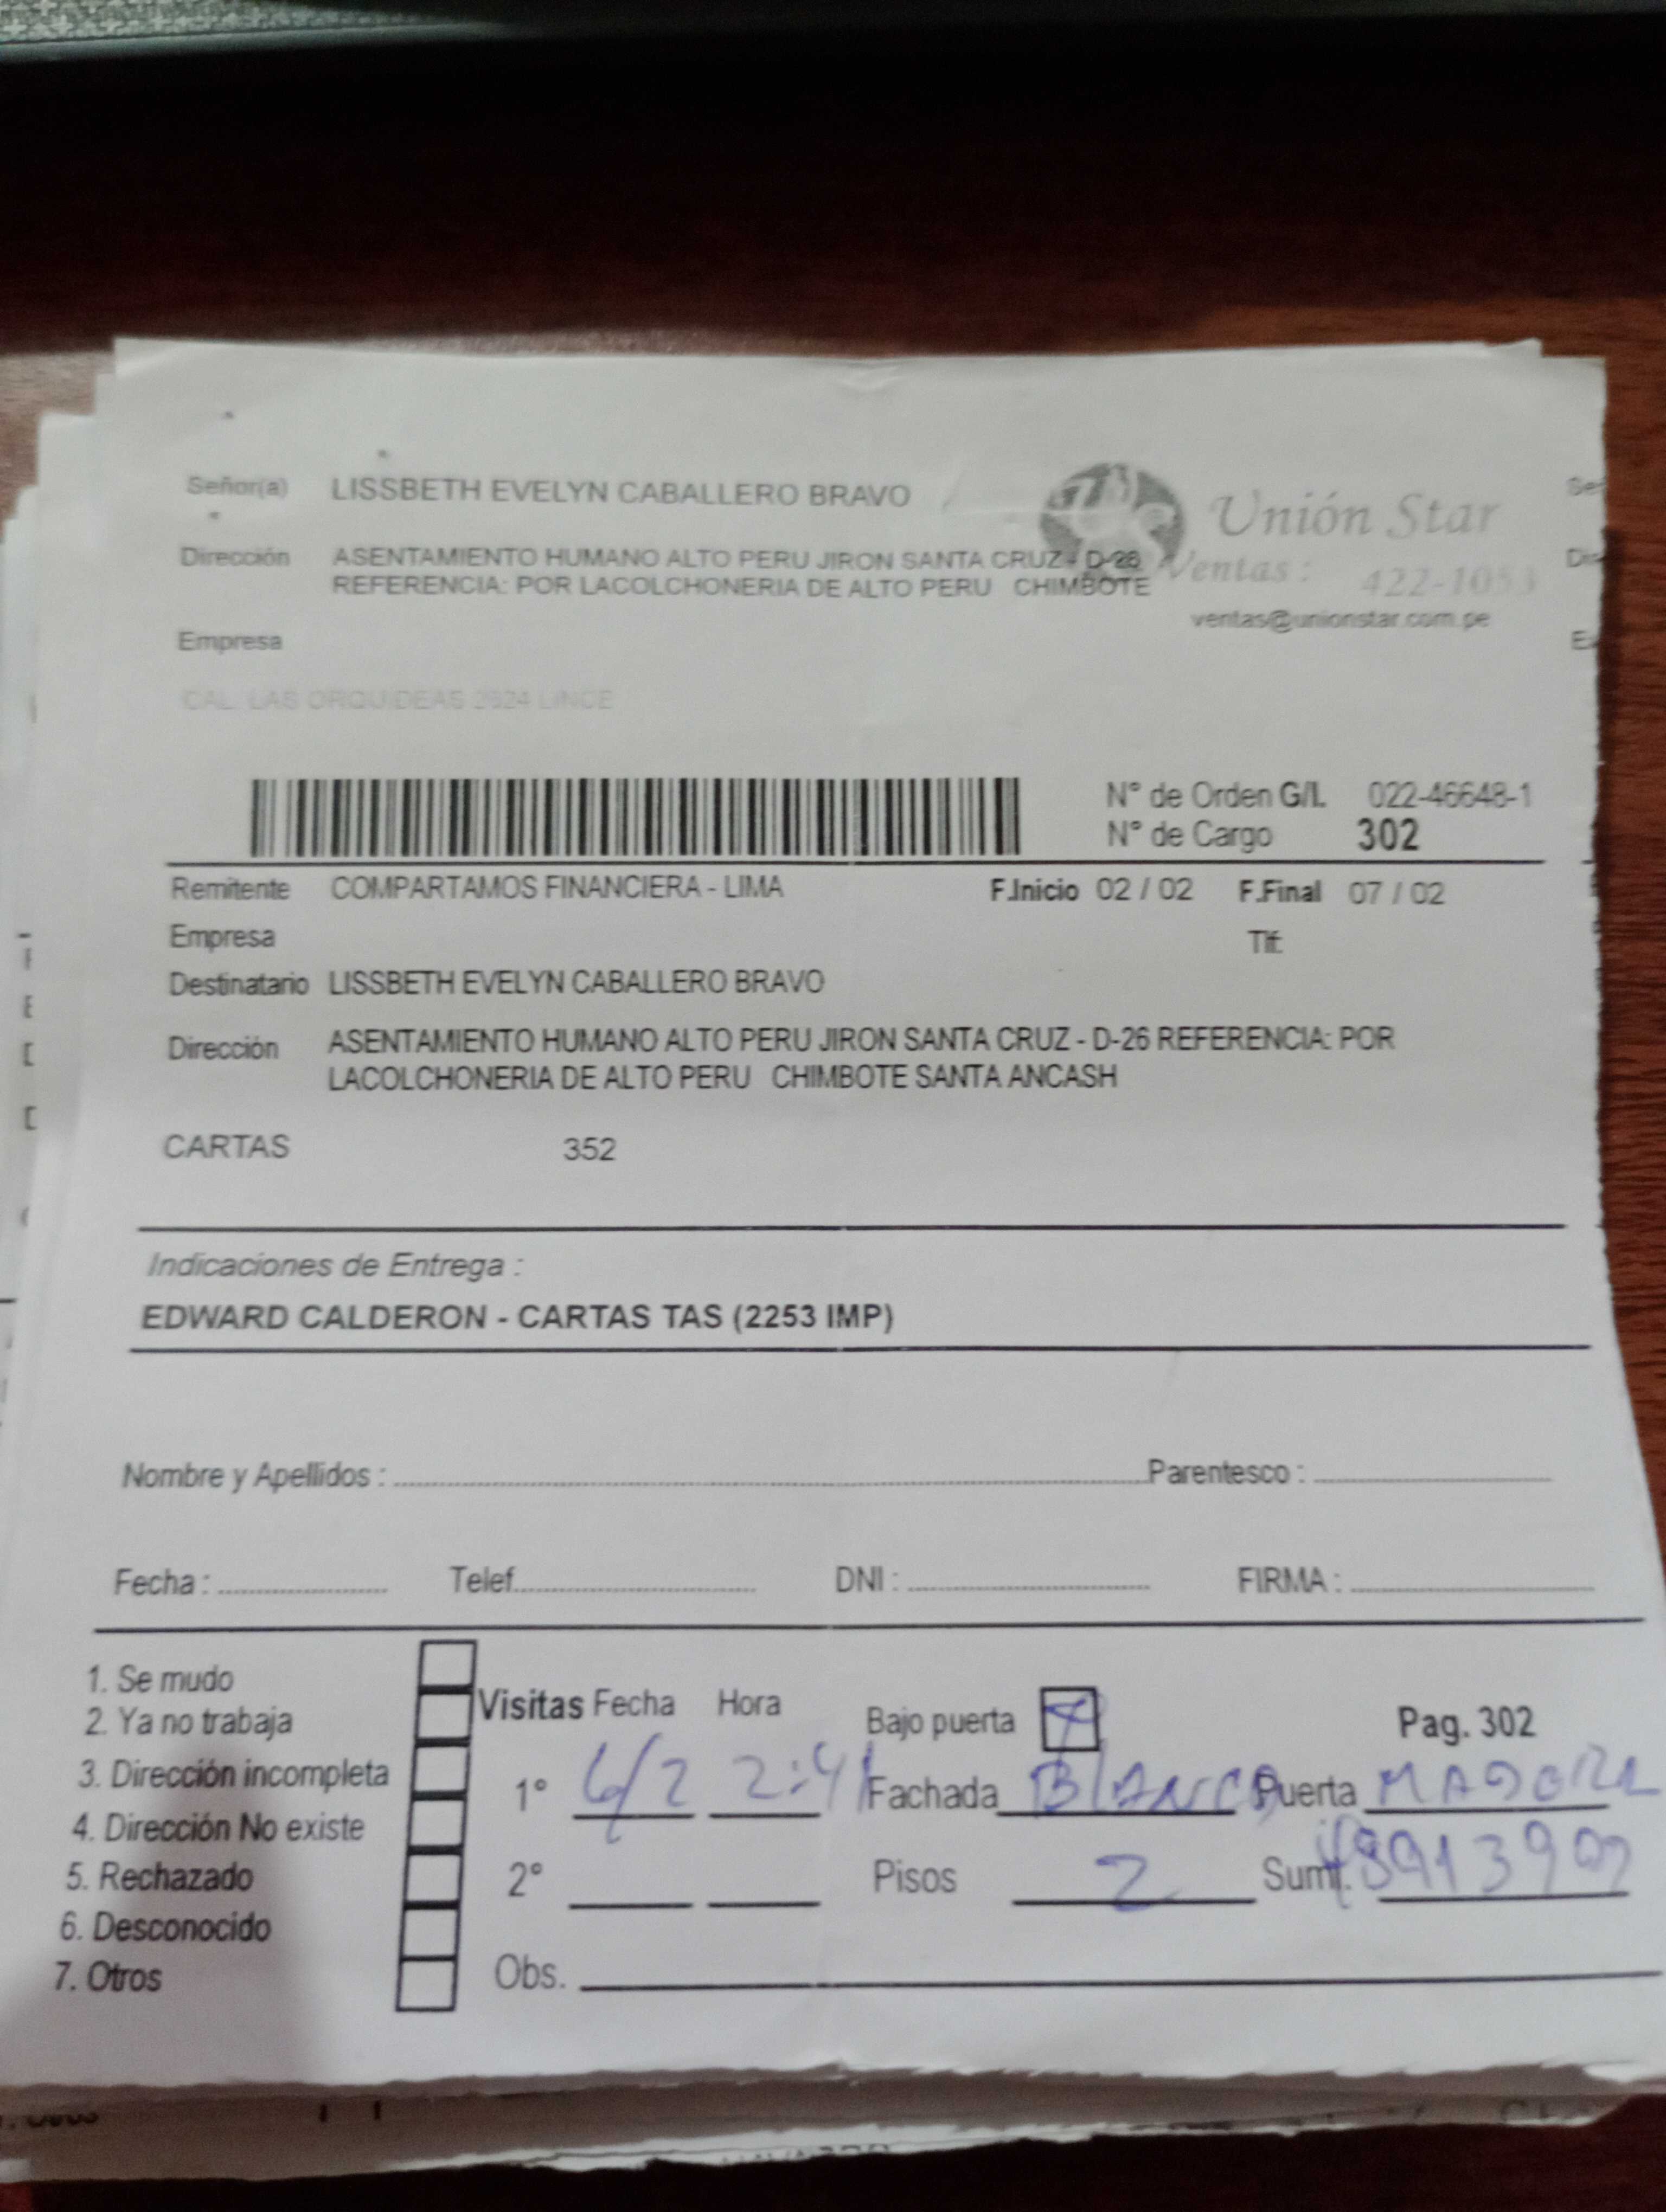 Señor(a) LISSBETH EVELYN CABALLERO BRAVO
Unión Star
Dirección ASENTAMIENTO HUMANO ALTO PERU JIRON SANTA CRUZ - D-26
REFERENCIA: POR LACOLCHONERIA DE ALTO PERU CHIMBOTE
Ventas : 422-1053
ventas@unionstar.com.pe
Empresa
CAL. LAS ORQUIDEAS 2624 LINCE
N° de Orden G/L 022-46648-1
N° de Cargo 302
Remitente COMPARTAMOS FINANCIERA - LIMA F.Inicio 02 / 02 F.Final 07 / 02
Empresa Tlf:
Destinatario LISSBETH EVELYN CABALLERO BRAVO
Dirección ASENTAMIENTO HUMANO ALTO PERU JIRON SANTA CRUZ - D-26 REFERENCIA: POR
LACOLCHONERIA DE ALTO PERU CHIMBOTE SANTA ANCASH
CARTAS 352
Indicaciones de Entrega :
EDWARD CALDERON - CARTAS TAS (2253 IMP)
Nombre y Apellidos : Parentesco :
Fecha : Telef. DNI : FIRMA :
1. Se mudo
2. Ya no trabaja
3. Dirección incompleta
4. Dirección No existe
5. Rechazado
6. Desconocido
7. Otros
Visitas Fecha Hora Bajo puerta Pag. 302
1° 6/2 2:41 Fachada Blanco Puerta MADERA
2° Pisos 2 Sumi.
Obs.